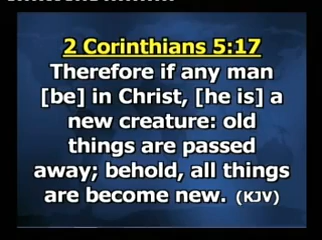 2 Corinthians 5:17
Therefore if any man
[be] in Christ, [he is] a
new creature: old
things are passed
away; behold, all things
are become new. (KJV)